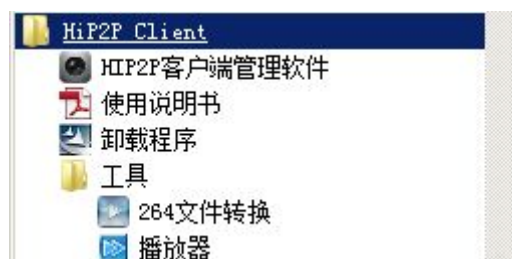 HiP2P Client
HIP2P客户端管理软件
使用说明书
卸载程序
工具
264文件转换
播放器